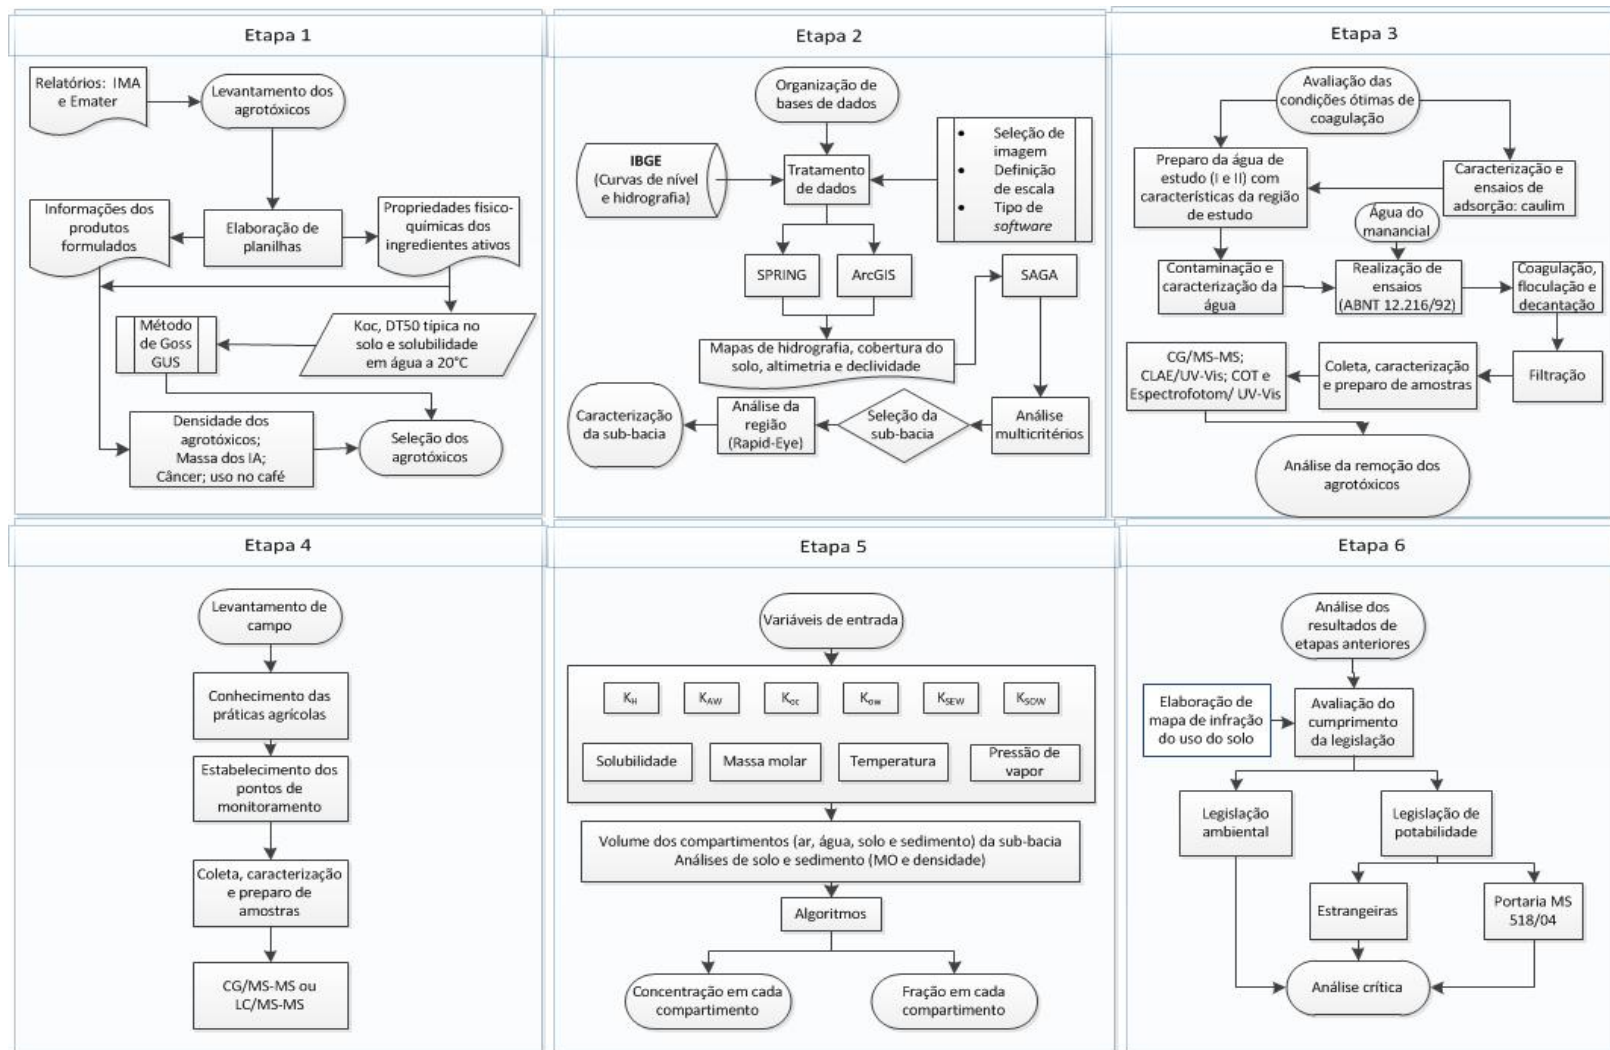 Etapa 1
Relatórios: IMA
e Emater
Levantamento dos
agrotóxicos
Informações dos
produtos
formulados
Elaboração de
planilhas
Propriedades fisico-
químicas dos
ingredientes ativos
Método
de Goss
GUS
Koc, DT50 típica no
solo e solubilidade
em água a 20°C
Densidade dos
agrotóxicos;
Massa dos IA;
Câncer; uso no café
Seleção dos
agrotóxicos
Etapa 2
Organização de
bases de dados
IBGE
(Curvas de nível
e hidrografia)
Tratamento
de dados
• Seleção de
imagem
• Definição de
escala
• Tipo de
software
SPRING
ArcGIS
SAGA
Mapas de hidrografia, cobertura do
solo, altimetria e declividade
Caracterização
da sub-bacia
Análise da
região
(Rapid-Eye)
Seleção da
sub-bacia
Análise
multicritérios
Etapa 3
Avaliação das
condições ótimas de
coagulação
Preparo da água de
estudo (I e II) com
características da região
de estudo
Caracterização e
ensaios de
adsorção: caulim
Água do
manancial
Contaminação e
caracterização da
água
Realização de
ensaios
(ABNT 12.216/92)
Coagulação,
floculação e
decantação
CG/MS-MS;
CLAE/UV-Vis; COT e
Espectrofotom/ UV-Vis
Coleta, caracterização
e preparo de amostras
Filtração
Análise da remoção dos
agrotóxicos
Etapa 4
Levantamento de
campo
Conhecimento das
práticas agrícolas
Estabelecimento dos
pontos de
monitoramento
Coleta, caracterização
e preparo de
amostras
CG/MS-MS ou
LC/MS-MS
Etapa 5
Variáveis de entrada
K_H
K_AW
K_oc
K_ow
K_SEW
K_SOW
Solubilidade
Massa molar
Temperatura
Pressão de
vapor
Volume dos compartimentos (ar, água, solo e sedimento) da sub-bacia
Análises de solo e sedimento (MO e densidade)
Algoritmos
Concentração em cada
compartimento
Fração em cada
compartimento
Etapa 6
Análise dos
resultados de
etapas anteriores
Elaboração de
mapa de infração
do uso do solo
Avaliação do
cumprimento
da legislação
Legislação
ambiental
Legislação de
potabilidade
Estrangeiras
Portaria MS
518/04
Análise crítica